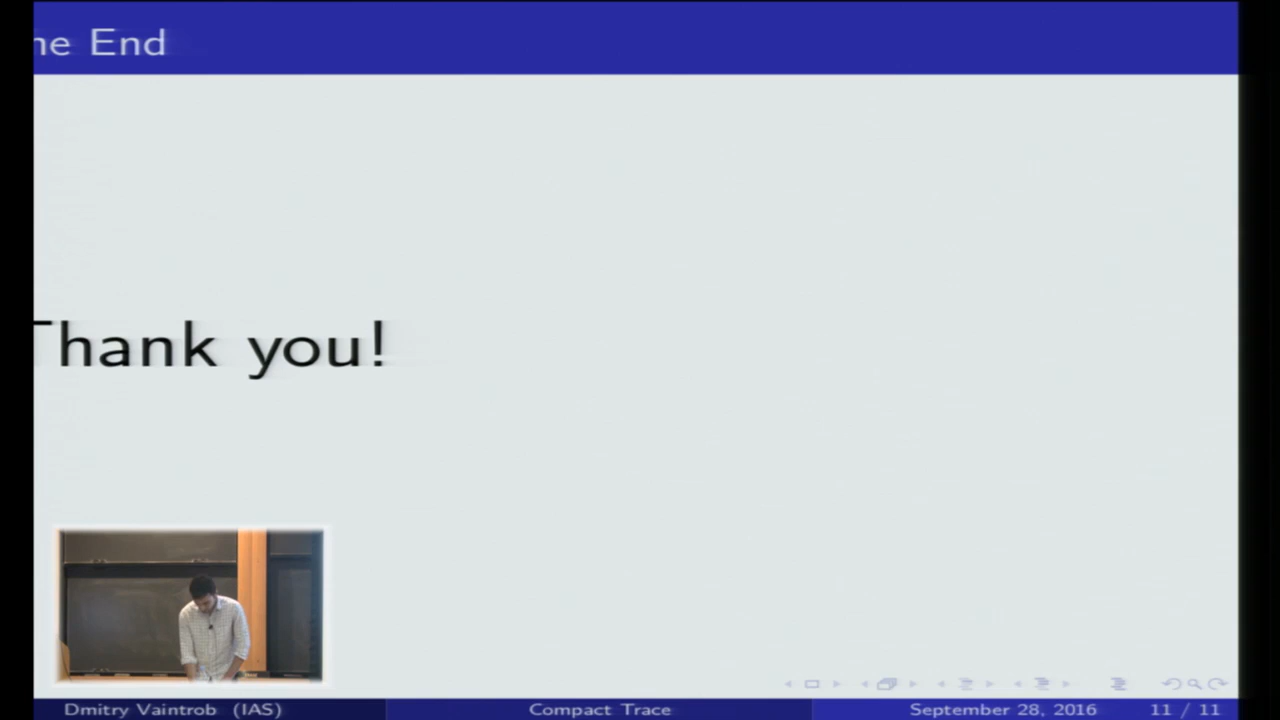 he End
Thank you!
Dmitry Vaintrob (IAS) Compact Trace September 28, 2016 11 / 11